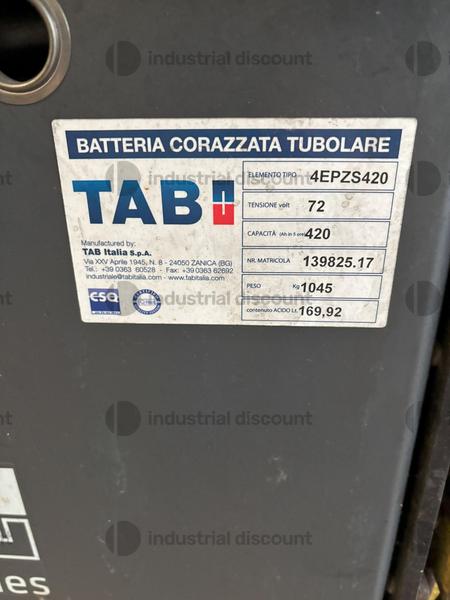 BATTERIA CORAZZATA TUBOLARE
TAB
Manufactured by:
TAB Italia S.p.A.
Via XXV Aprile 1945, N. 8 - 24050 ZANICA (BG)
Tel.: +39 0363 60528 - Fax: +39 0363 62692
industriale@tabitalia.com - www.tabitalia.com
CSQ
ELEMENTO TIPO 4EPZS420
TENSIONE volt 72
CAPACITÀ (Ah in 5 ore) 420
NR. MATRICOLA 139825.17
PESO Kg 1045
contenuto ACIDO Lt. 169,92
industrial discount
industrial discount
industrial discount
industrial discount
industrial discount